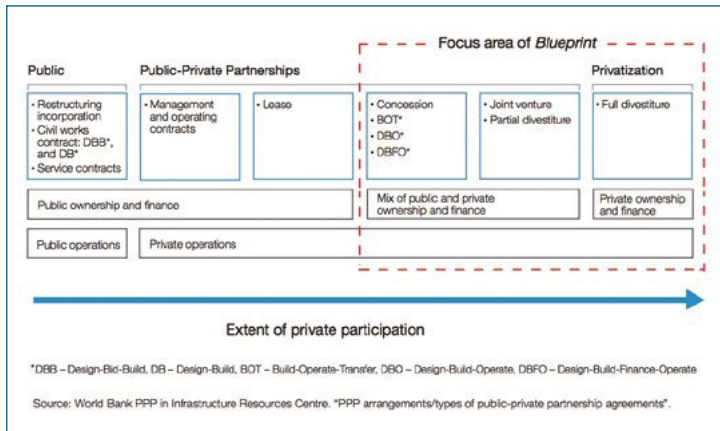 Focus area of Blueprint
Public
Public-Private Partnerships
Privatization
• Restructuring
incorporation
• Civil works
contract: DBB*,
and DB*
• Service contracts
• Management
and operating
contracts
• Lease
• Concession
• BOT*
• DBO*
• DBFO*
• Joint venture
• Partial divestiture
• Full divestiture
Public ownership and finance
Mix of public and private
ownership and finance
Private ownership
and finance
Public operations
Private operations
Extent of private participation
*DBB – Design-Bid-Build, DB – Design-Build, BOT – Build-Operate-Transfer, DBO – Design-Build-Operate, DBFO – Design-Build-Finance-Operate
Source: World Bank PPP in Infrastructure Resources Centre. "PPP arrangements/types of public-private partnership agreements".